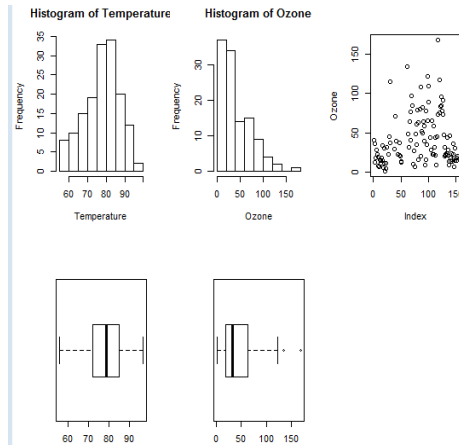 Histogram of Temperature
Frequency
0 5 10 15 20 25 30 35
60 70 80 90
Temperature
Histogram of Ozone
Frequency
0 10 20 30
0 50 100 150
Ozone
Ozone
0 50 100 150
0 50 100 150
Index
60 70 80 90
0 50 100 150